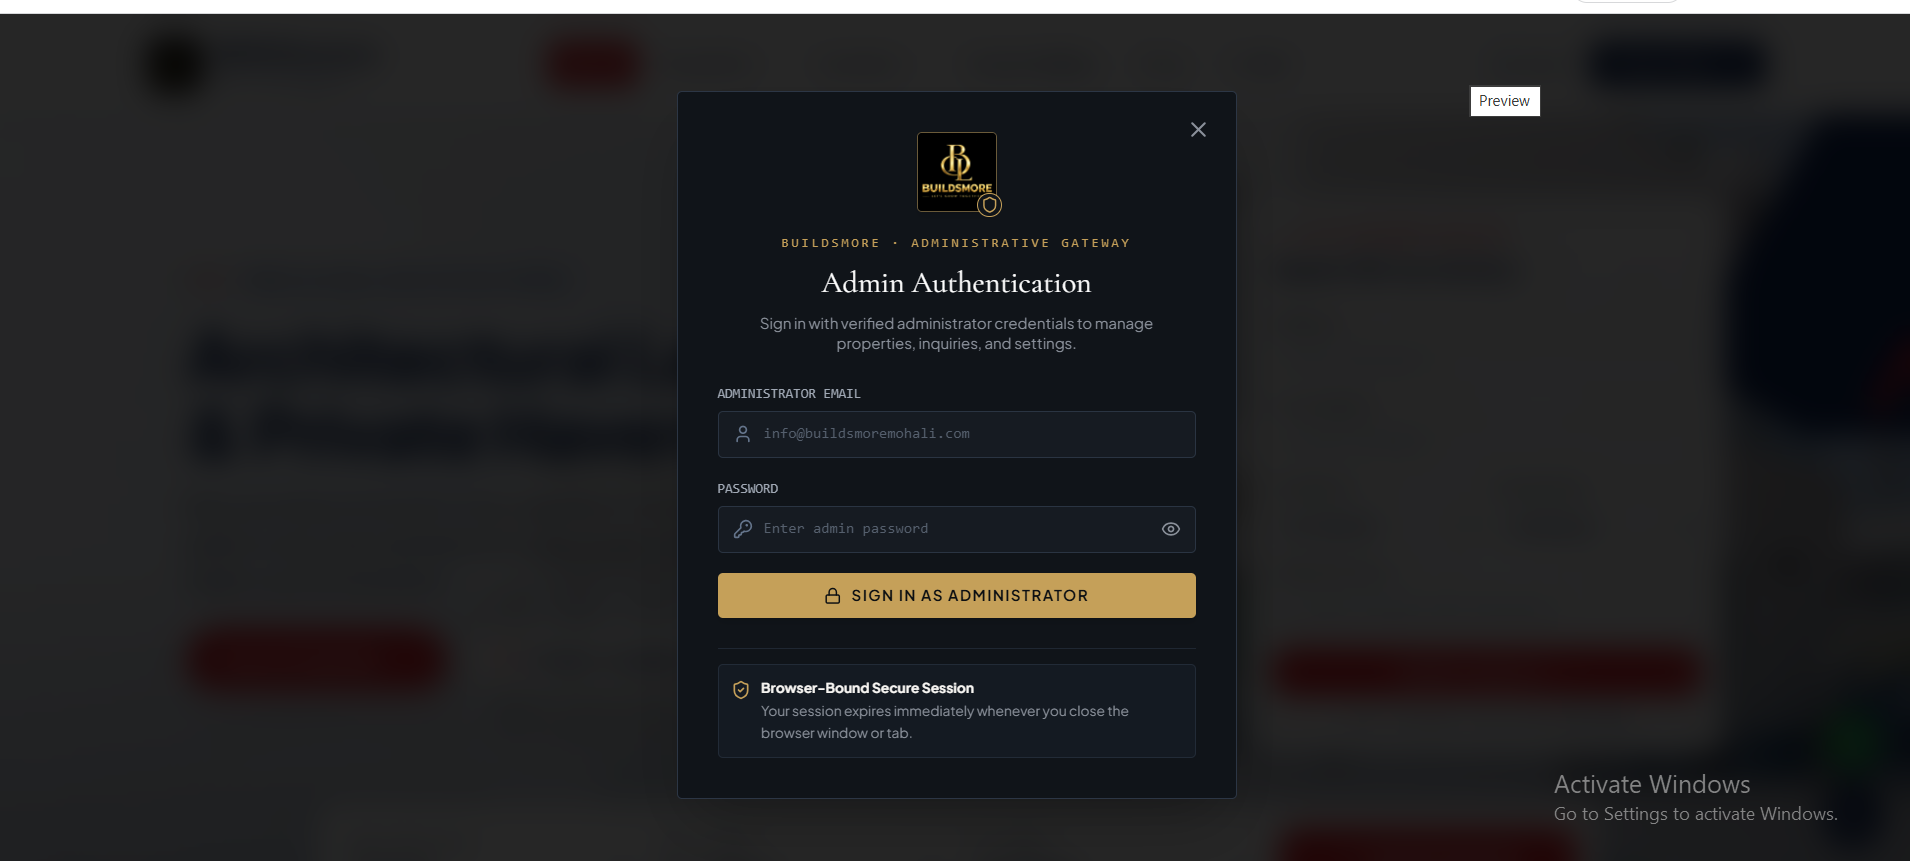 Preview
BL
BUILDSMORE
BUILDSMORE · ADMINISTRATIVE GATEWAY
Admin Authentication
Sign in with verified administrator credentials to manage
properties, inquiries, and settings.
ADMINISTRATOR EMAIL
info@buildsmoremohali.com
PASSWORD
Enter admin password
SIGN IN AS ADMINISTRATOR
Browser-Bound Secure Session
Your session expires immediately whenever you close the
browser window or tab.
Activate Windows
Go to Settings to activate Windows.